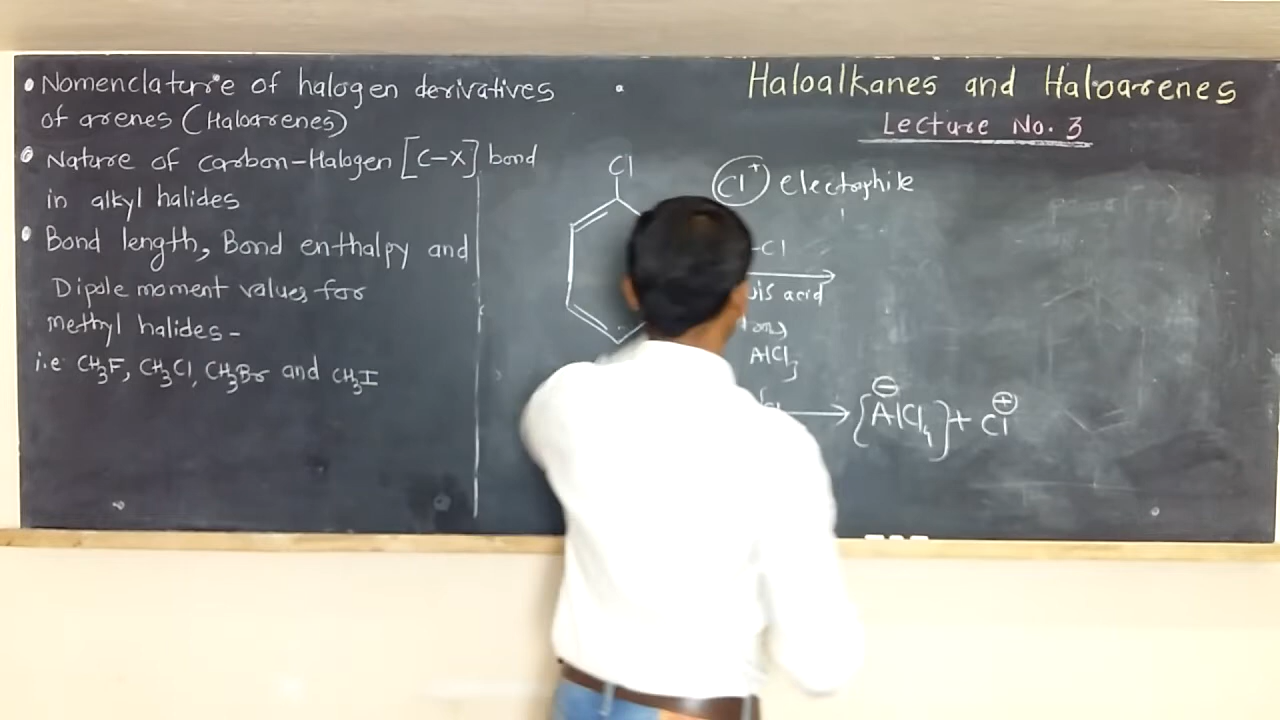 • Nomenclature of halogen derivatives
of arenes (Haloarenes)
• Nature of carbon-Halogen [C-X] bond
in alkyl halides
• Bond length, Bond enthalpy and
Dipole moment values for
methyl halides -
i.e CH3F, CH3Cl, CH3Br and CH3I
Haloalkanes and Haloarenes
Lecture No. 3
Cl
Cl+ electrophile
-Cl
acid
AlCl3
{AlCl4}⊖ + Cl⊕